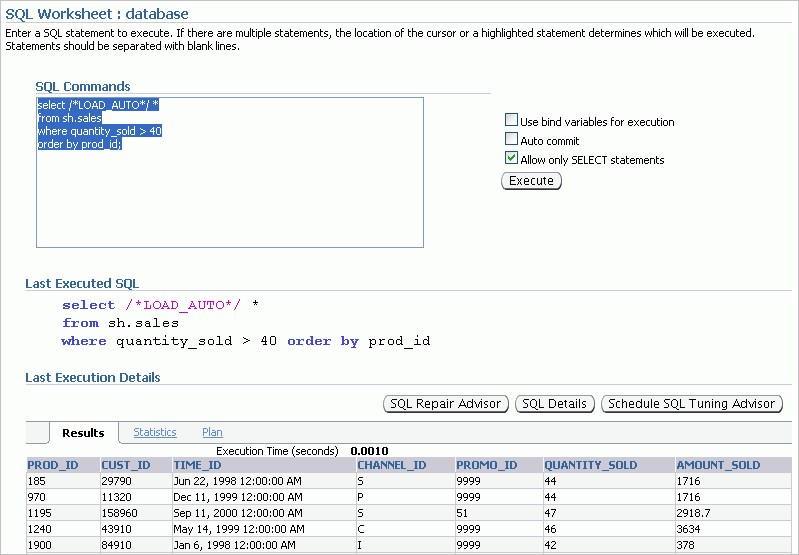 SQL Worksheet : database
Enter a SQL statement to execute. If there are multiple statements, the location of the cursor or a highlighted statement determines which will be executed.
Statements should be separated with blank lines.
SQL Commands
select /*LOAD_AUTO*/ *
from sh.sales
where quantity_sold > 40
order by prod_id;
Use bind variables for execution
Auto commit
Allow only SELECT statements
Execute
Last Executed SQL
select /*LOAD_AUTO*/ *
from sh.sales
where quantity_sold > 40 order by prod_id
Last Execution Details
SQL Repair Advisor SQL Details Schedule SQL Tuning Advisor
Results Statistics Plan
Execution Time (seconds) 0.0010
PROD_ID CUST_ID TIME_ID CHANNEL_ID PROMO_ID QUANTITY_SOLD AMOUNT_SOLD
185 29790 Jun 22, 1998 12:00:00 AM S 9999 44 1716
970 11320 Dec 11, 1999 12:00:00 AM P 9999 44 1716
1195 158960 Sep 11, 2000 12:00:00 AM S 51 47 2918.7
1240 43910 May 14, 1999 12:00:00 AM C 9999 46 3634
1900 84910 Jan 6, 1998 12:00:00 AM I 9999 42 378